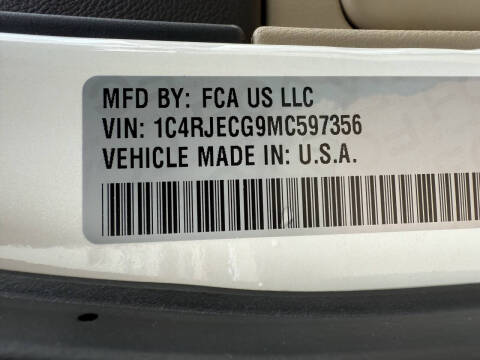 MFD BY: FCA US LLC
VIN: 1C4RJECG9MC597356
VEHICLE MADE IN: U.S.A.